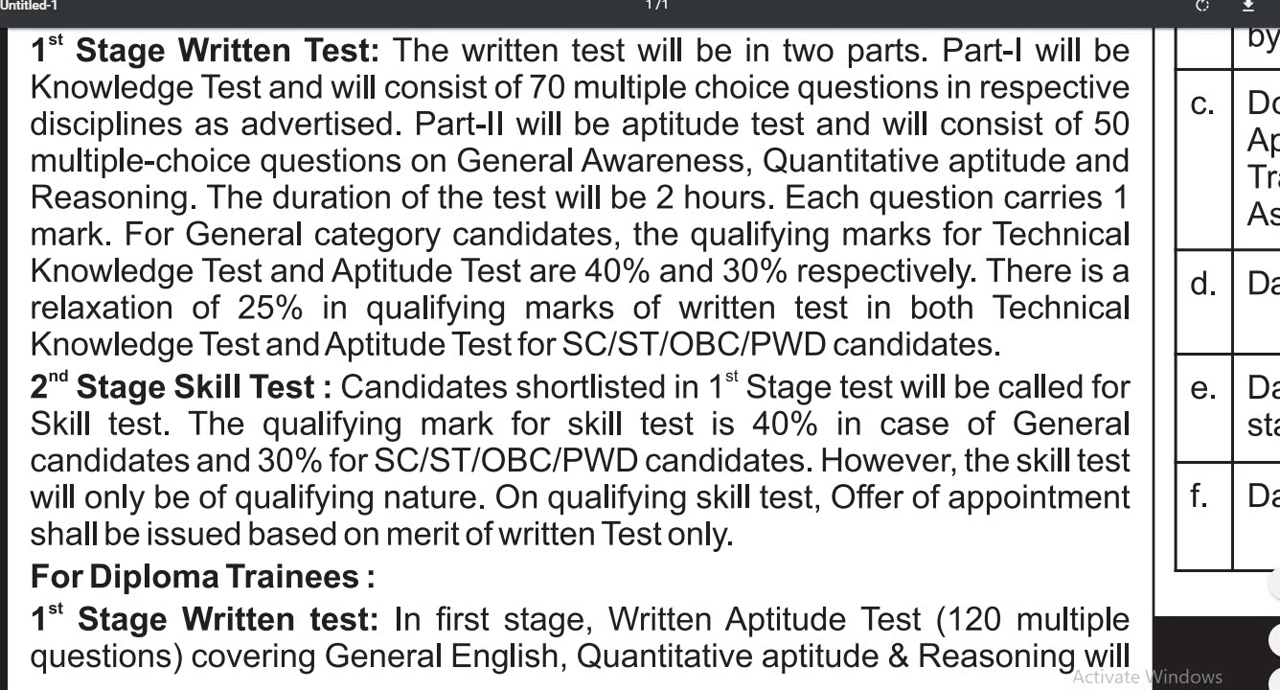 Untitled-1
1/1
1st Stage Written Test: The written test will be in two parts. Part-I will be
Knowledge Test and will consist of 70 multiple choice questions in respective
disciplines as advertised. Part-II will be aptitude test and will consist of 50
multiple-choice questions on General Awareness, Quantitative aptitude and
Reasoning. The duration of the test will be 2 hours. Each question carries 1
mark. For General category candidates, the qualifying marks for Technical
Knowledge Test and Aptitude Test are 40% and 30% respectively. There is a
relaxation of 25% in qualifying marks of written test in both Technical
Knowledge Test and Aptitude Test for SC/ST/OBC/PWD candidates.
2nd Stage Skill Test : Candidates shortlisted in 1st Stage test will be called for
Skill test. The qualifying mark for skill test is 40% in case of General
candidates and 30% for SC/ST/OBC/PWD candidates. However, the skill test
will only be of qualifying nature. On qualifying skill test, Offer of appointment
shall be issued based on merit of written Test only.
For Diploma Trainees :
1st Stage Written test: In first stage, Written Aptitude Test (120 multiple
questions) covering General English, Quantitative aptitude & Reasoning will
by
c. Do
Ap
Tra
As
d. Da
e. Da
sta
f. Da
Activate Windows